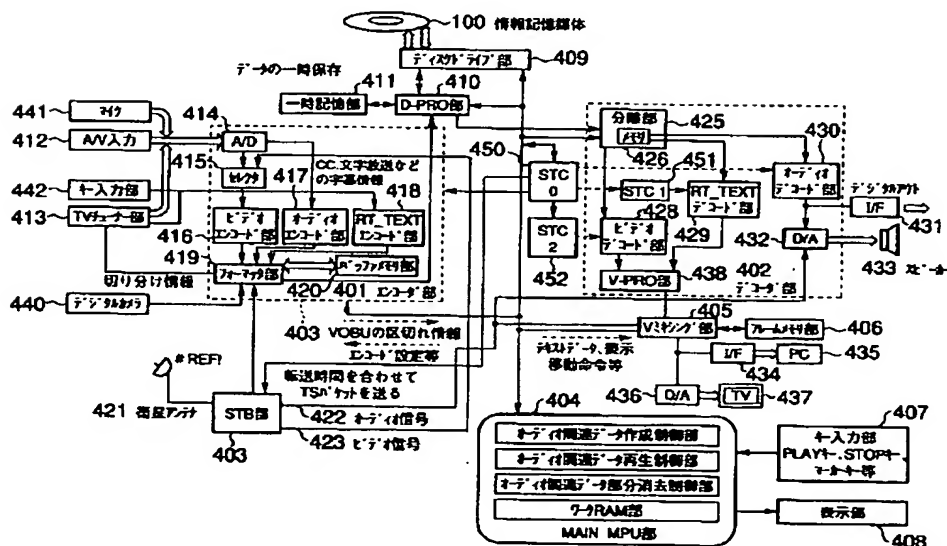 100 情報記憶媒体
ディスクドライブ部
409
データの一時保存
411
410
一時記憶部
D-PRO部
441
マイク
414
412
A/V入力
A/D
415
CC,文字放送など
の字幕情報
セレクタ
417
418
442
キー入力部
413
TVチューナー部
ビデオ
エンコード部
オーディオ
エンコード部
RT_TEXT
エンコード部
416
419
フォーマッタ部
バッファメモリ部
切り分け情報
420
401
エンコーダ部
440
デジタルカメラ
403
VOBUの区切れ情報
エンコード設定等
転送時間を合わせて
TSパケットを送る
#REF!
421 衛星アンテナ
STB部
403
422
オーディオ信号
423
ビデオ信号
450
STC
0
STC
2
452
STC 1
451
分離部
メモリ
425
426
430
オーディオ
デコード部
RT_TEXT
デコード部
429
428
ビデオ
デコード部
デジタルアウト
I/F
431
432
D/A
433
スピーカー
V-PRO部
438
402
デコーダ部
405
Vミキシング部
フレームメモリ部
406
テキストデータ、表示
移動命令等
I/F
434
PC
435
436
D/A
TV
437
404
オーディオ関連データ作成制御部
オーディオ関連データ再生制御部
オーディオ関連データ部分消去制御部
ワークRAM部
MAIN MPU部
407
キー入力部
PLAYキー、STOPキー、
マーカーキー等
表示部
408